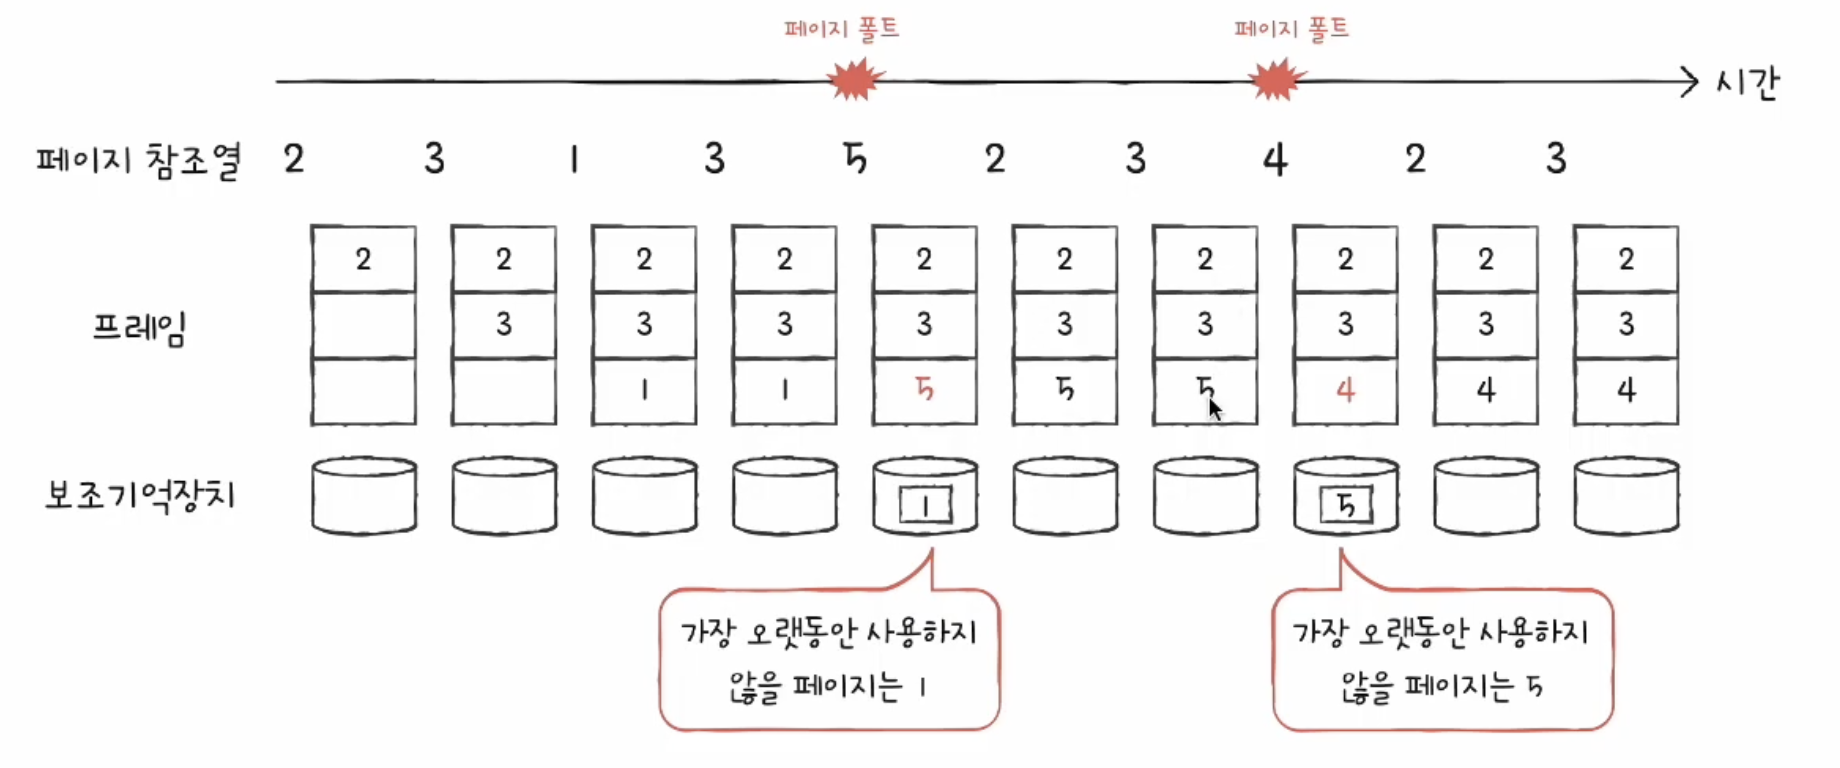 페이지 폴트 페이지 폴트
시간
페이지 참조열 2 3 1 3 5 2 3 4 2 3
2 2 2 2 2 2 2 2 2 2
프레임 3 3 3 3 3 3 3 3 3
1 1 5 5 5 4 4 4
보조기억장치 1 5
가장 오랫동안 사용하지
않을 페이지는 1
가장 오랫동안 사용하지
않을 페이지는 5